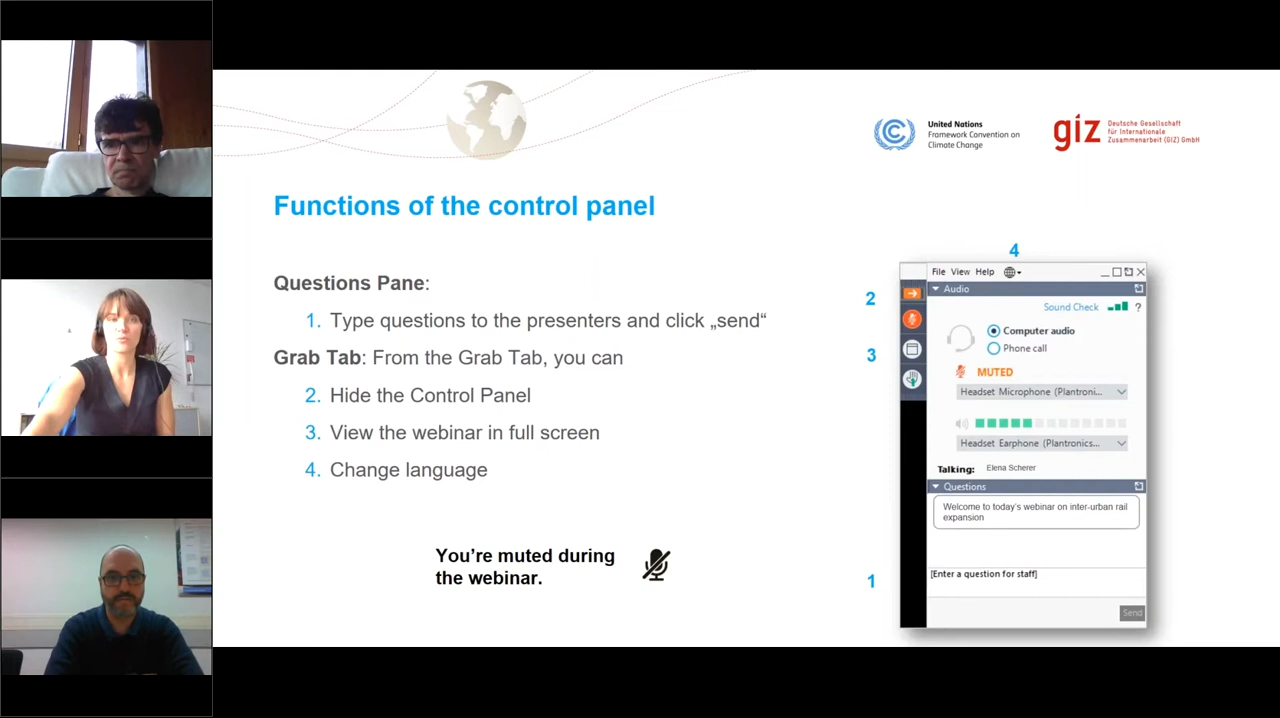 United Nations
Framework Convention on
Climate Change
giz
Deutsche Gesellschaft
für Internationale
Zusammenarbeit (GIZ) GmbH
Functions of the control panel
Questions Pane:
1. Type questions to the presenters and click „send“
Grab Tab: From the Grab Tab, you can
2. Hide the Control Panel
3. View the webinar in full screen
4. Change language
You’re muted during
the webinar.
4
2
3
1
File View Help
Audio
Sound Check ?
Computer audio
Phone call
MUTED
Headset Microphone (Plantroni...
Headset Earphone (Plantronics...
Talking: Elena Scherer
Questions
Welcome to today’s webinar on inter-urban rail
expansion
[Enter a question for staff]
Send